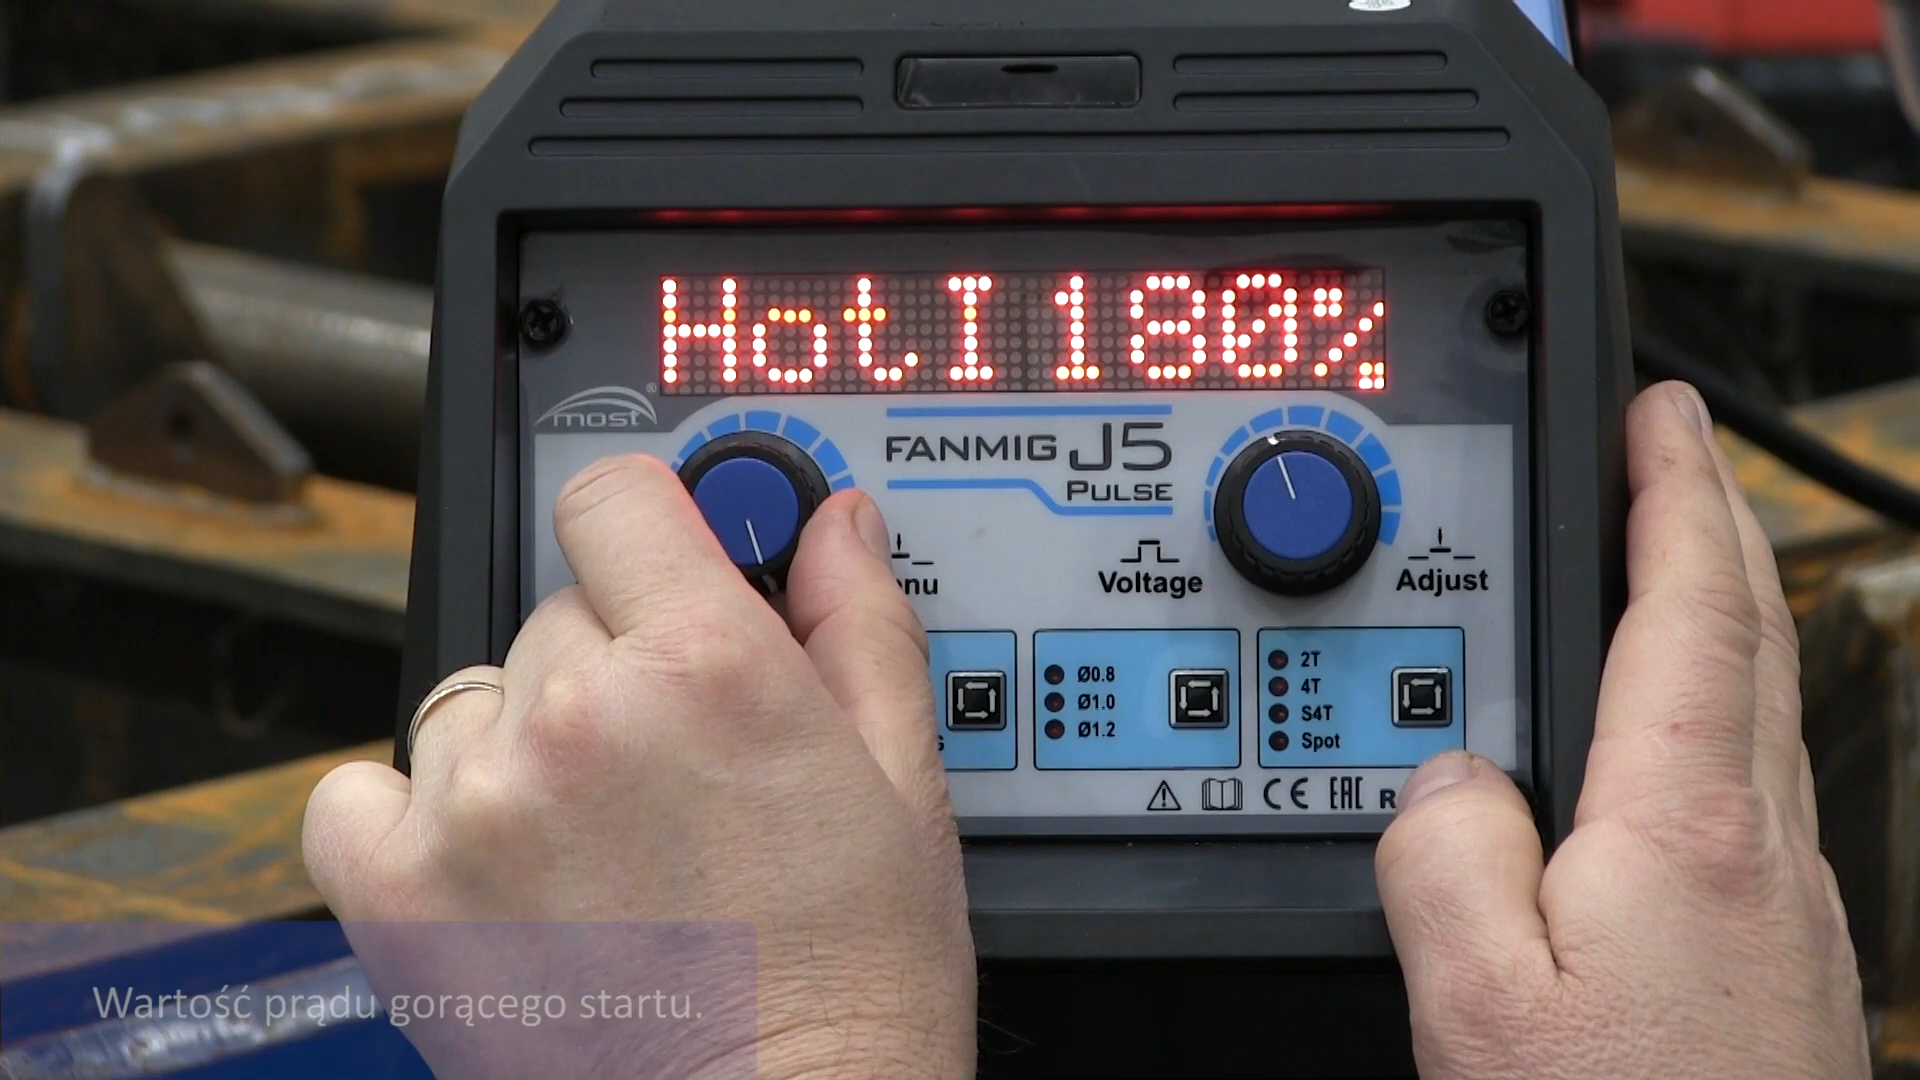 HotI 180%
most®
FANMIG J5
PULSE
enu
Voltage
Adjust
Ø0.8
Ø1.0
Ø1.2
2T
4T
S4T
Spot
CE EAC R
Wartość prądu gorącego startu.